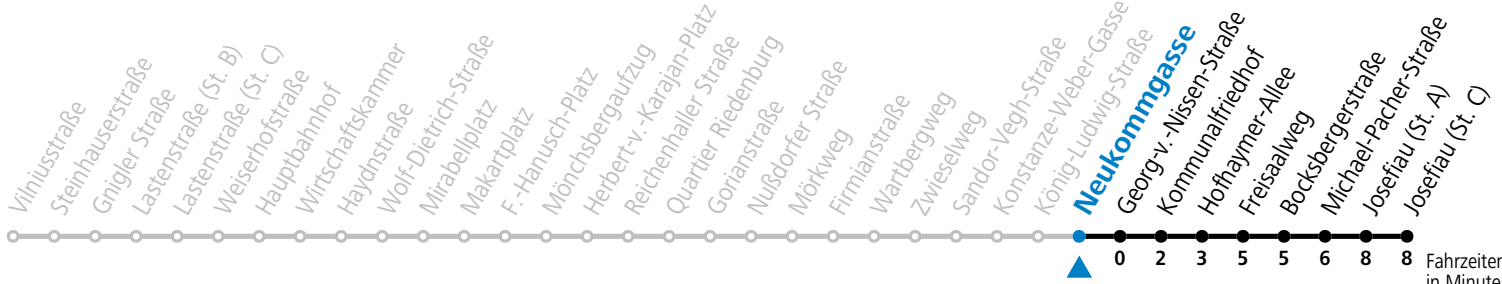 Vilniusstraße
Steinhauserstraße
Gnigler Straße
Lastenstraße (St. B)
Lastenstraße (St. C)
Weiserhofstraße
Hauptbahnhof
Wirtschaftskammer
Haydnstraße
Wolf-Dietrich-Straße
Mirabellplatz
Makartplatz
F.-Hanusch-Platz
Mönchsbergaufzug
Herbert-v.-Karajan-Platz
Reichenhaller Straße
Quartier Riedenburg
Gorianstraße
Nußdorfer Straße
Mörkweg
Firmianstraße
Wartbergweg
Zwieselweg
Sandor-Vegh-Straße
Konstanze-Weber-Gasse
König-Ludwig-Straße
Neukommgasse
Georg-v.-Nissen-Straße
Kommunalfriedhof
Hofhaymer-Allee
Freisaalweg
Bocksbergerstraße
Michael-Pacher-Straße
Josefiau (St. A)
Josefiau (St. C)
0 2 3 5 5 6 8 8
Fahrzeiten
in Minute